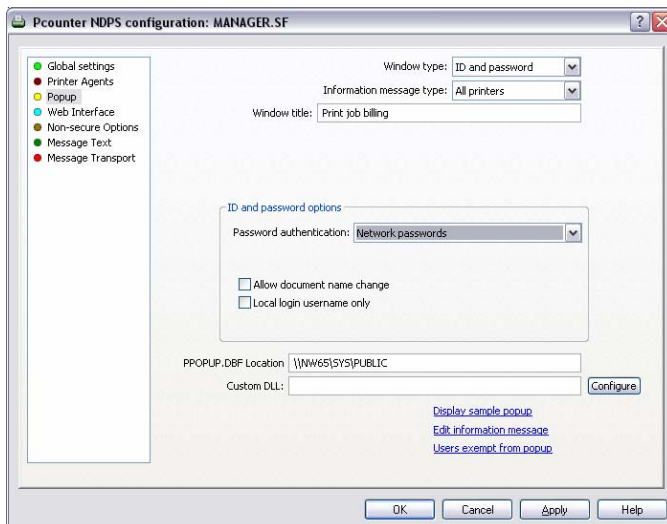 Pcounter NDPS configuration: MANAGER.SF
Global settings
Printer Agents
Popup
Web Interface
Non-secure Options
Message Text
Message Transport
Window type: ID and password
Information message type: All printers
Window title: Print job billing
ID and password options
Password authentication: Network passwords
Allow document name change
Local login username only
PPOPUP.DBF Location \\NW65\SYS\PUBLIC
Custom DLL: Configure
Display sample popup
Edit information message
Users exempt from popup
OK Cancel Apply Help